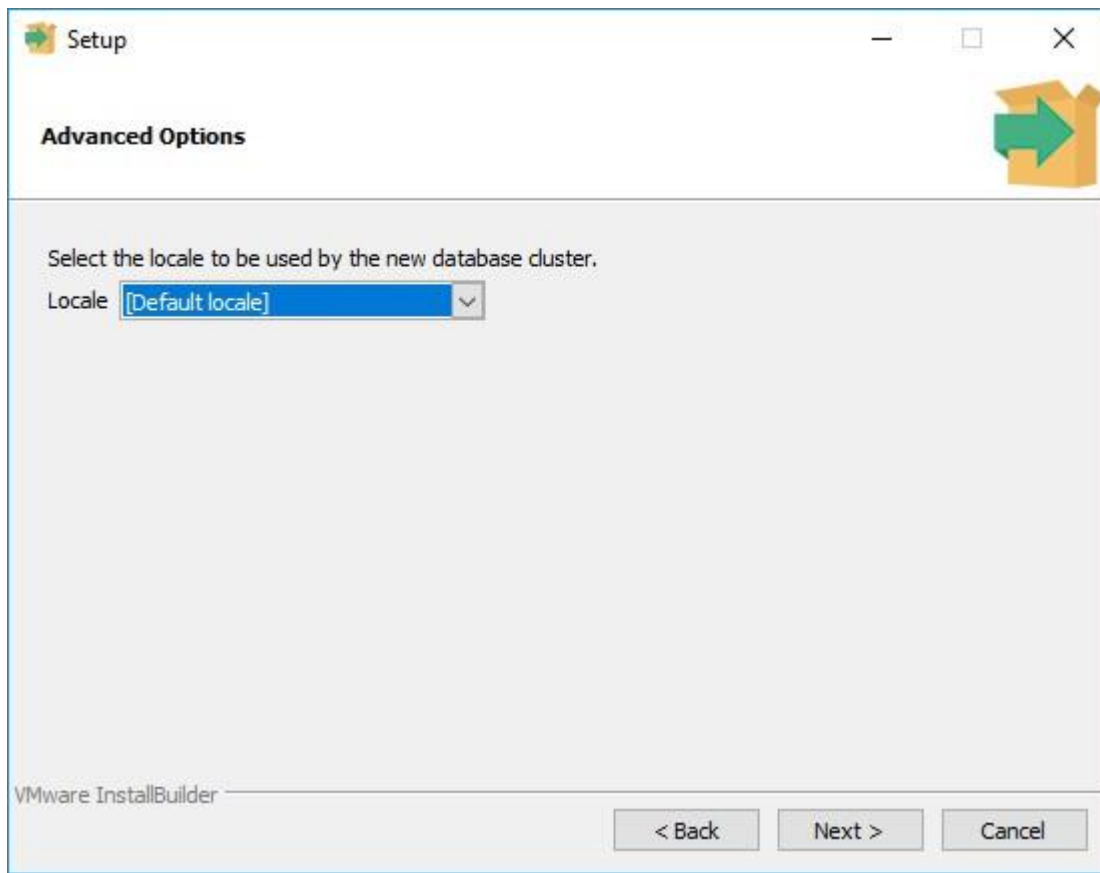 Setup
Advanced Options
Select the locale to be used by the new database cluster.
Locale [Default locale]
VMware InstallBuilder
< Back Next > Cancel